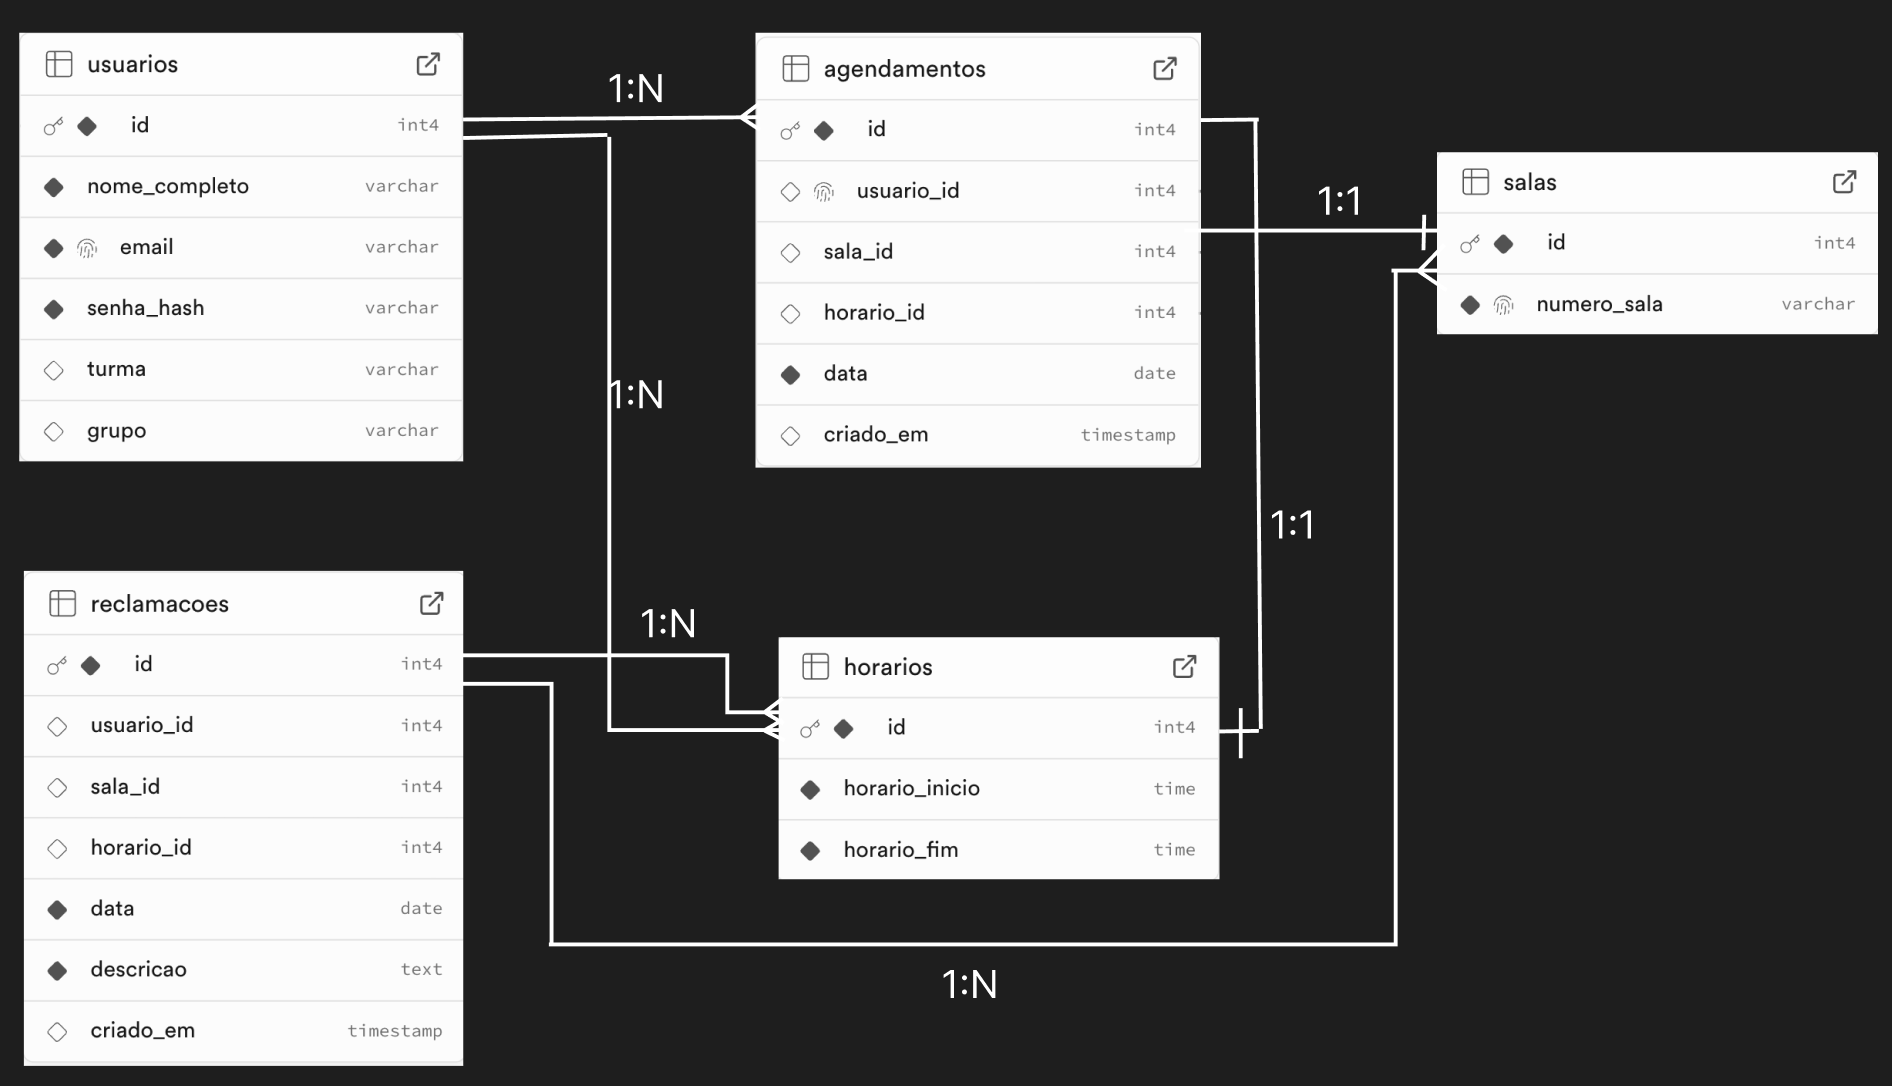 usuarios
id int4
nome_completo varchar
email varchar
senha_hash varchar
turma varchar
grupo varchar
1:N
agendamentos
id int4
usuario_id int4
sala_id int4
horario_id int4
data date
criado_em timestamp
1:1
salas
id int4
numero_sala varchar
1:N
1:1
reclamacoes
id int4
usuario_id int4
sala_id int4
horario_id int4
data date
descricao text
criado_em timestamp
1:N
horarios
id int4
horario_inicio time
horario_fim time
1:N